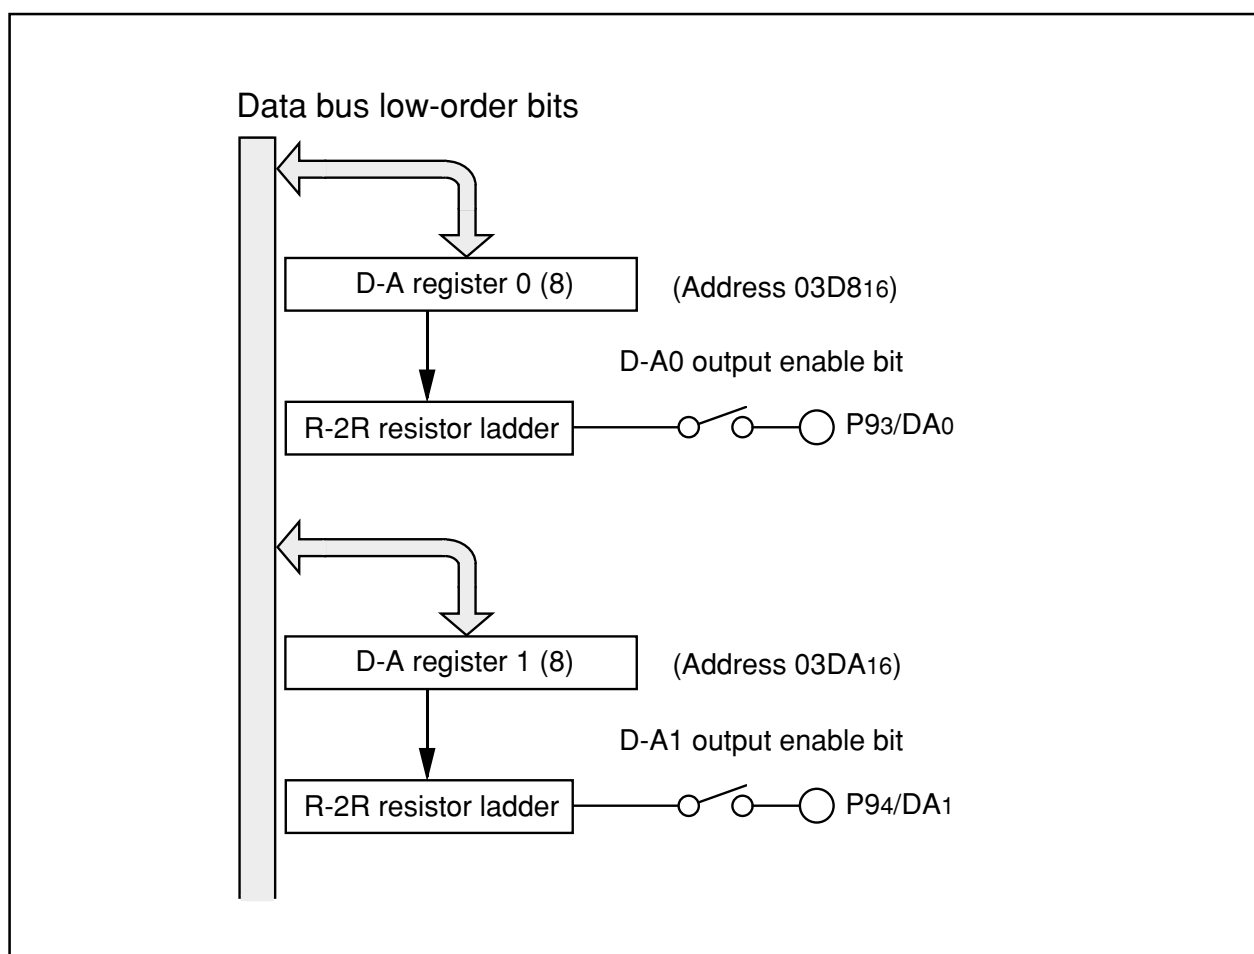 Data bus low-order bits
D-A register 0 (8)
(Address 03D816)
D-A0 output enable bit
R-2R resistor ladder
P93/DA0
D-A register 1 (8)
(Address 03DA16)
D-A1 output enable bit
R-2R resistor ladder
P94/DA1